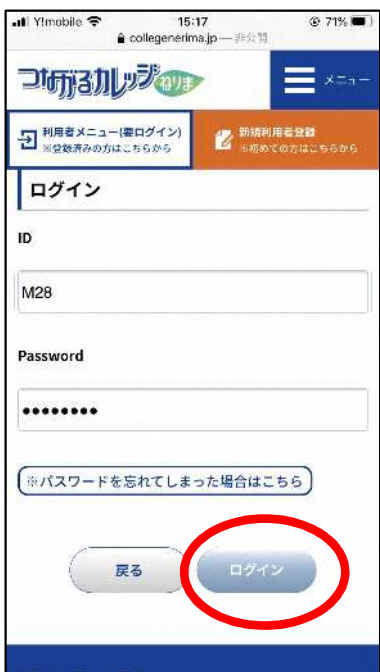 Y!mobile 15:17 71%
collegenerima.jp — 非公開
つながるカレッジねりま
メニュー
利用者メニュー(要ログイン)
※登録済みの方はこちらから
新規利用者登録
※初めての方はこちらから
ログイン
ID
M28
Password
••••••••
※パスワードを忘れてしまった場合はこちら
戻る
ログイン